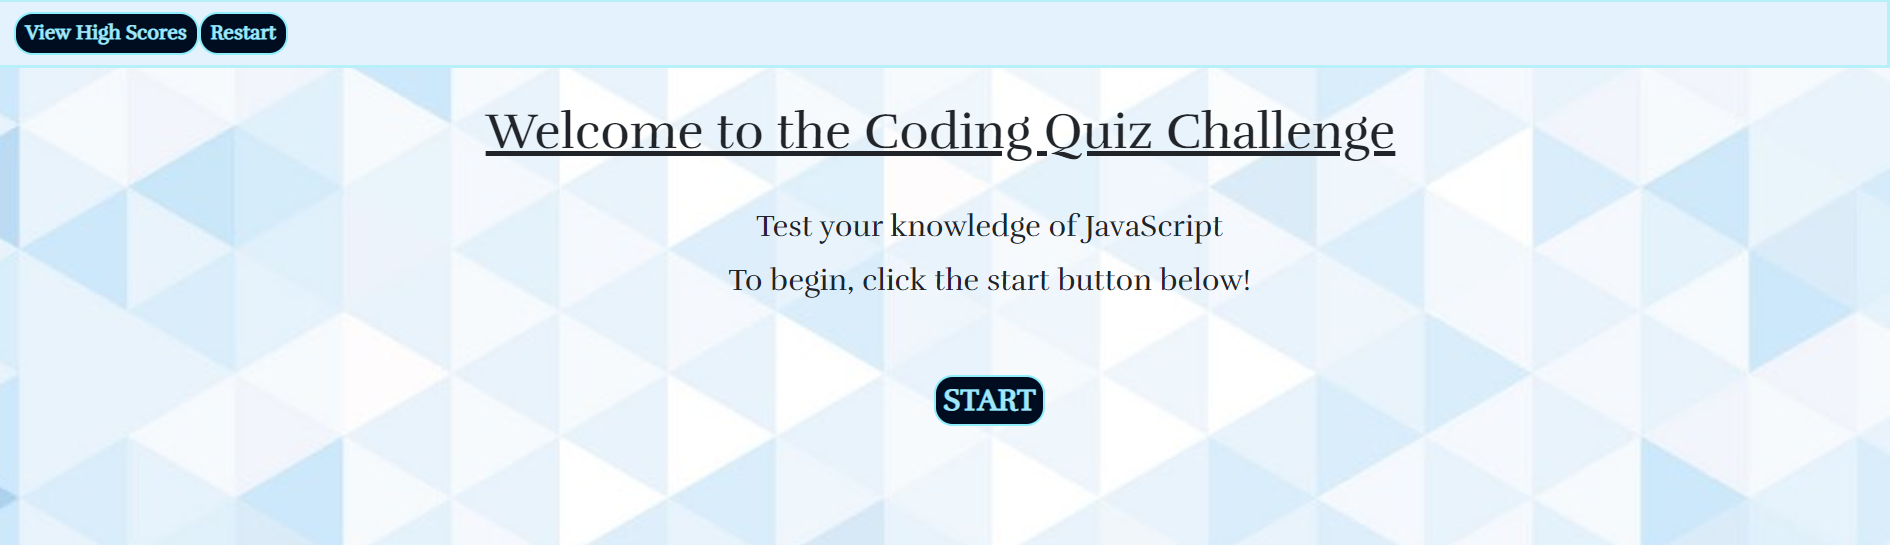 View High Scores Restart
Welcome to the Coding Quiz Challenge
Test your knowledge of JavaScript
To begin, click the start button below!
START